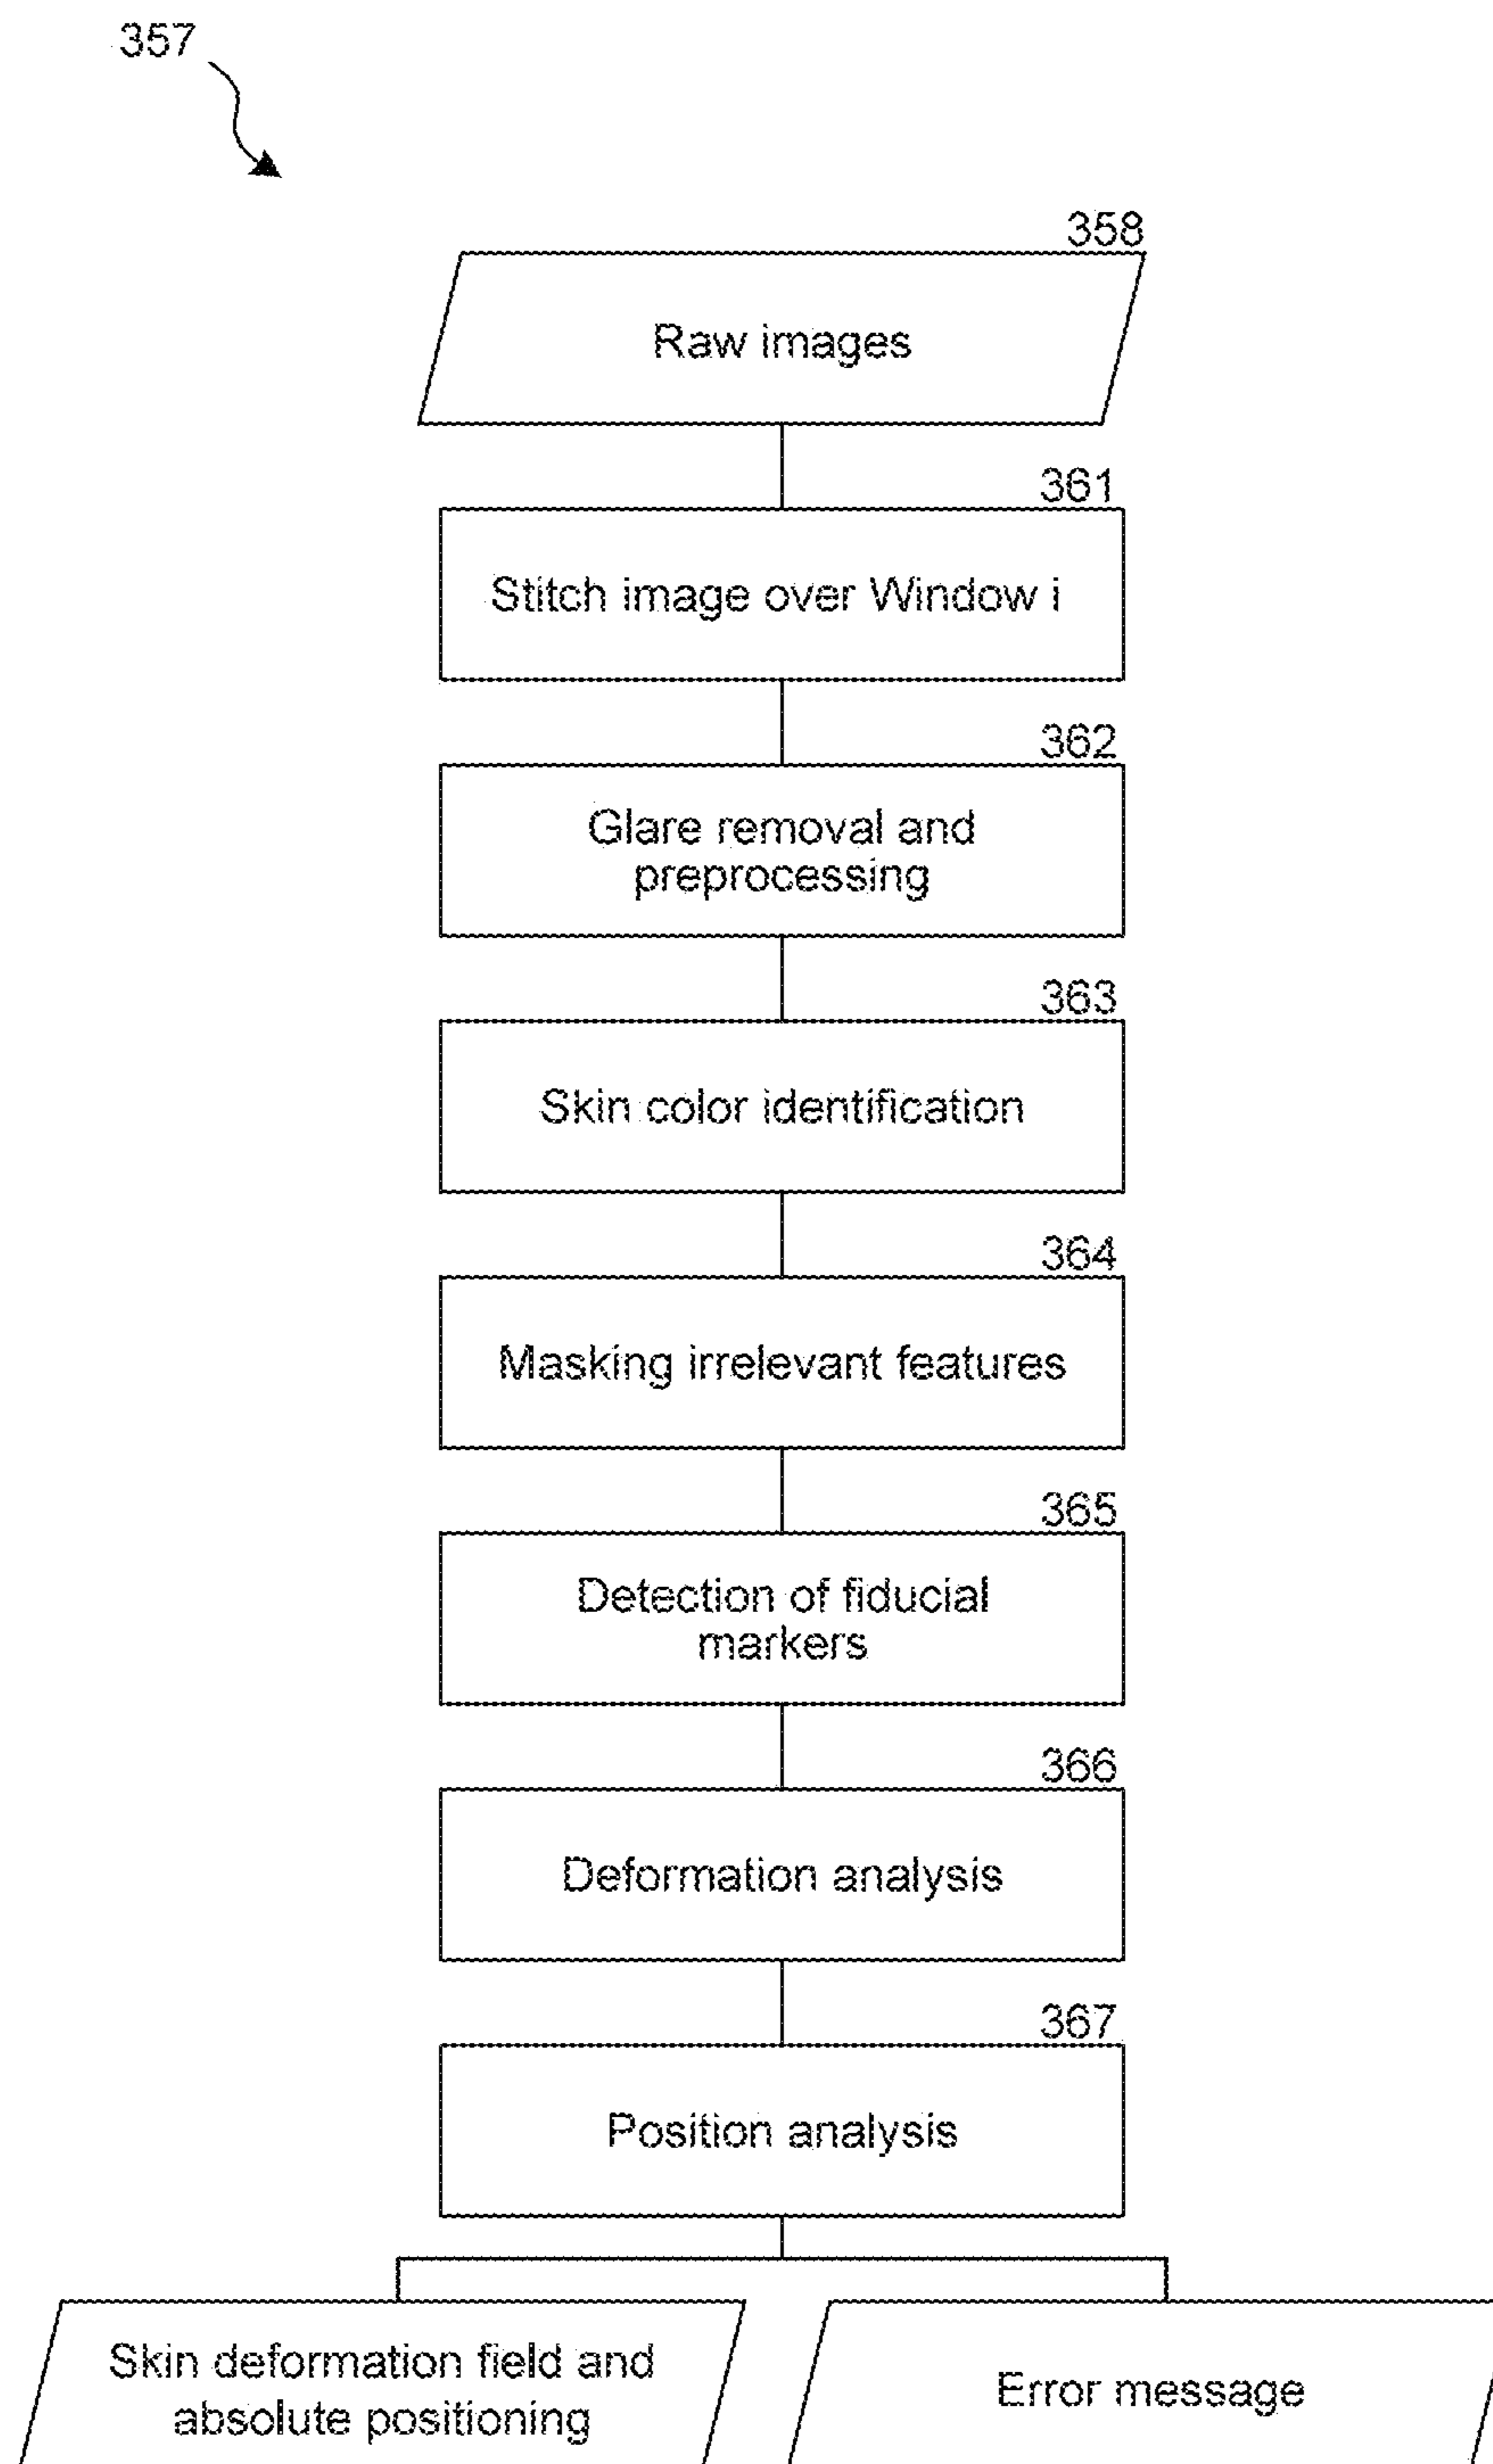 357
358
Raw images
361
Stitch image over Window i
362
Glare removal and
preprocessing
363
Skin color identification
364
Masking irrelevant features
365
Detection of fiducial
markers
366
Deformation analysis
367
Position analysis
Skin deformation field and
absolute positioning
Error message